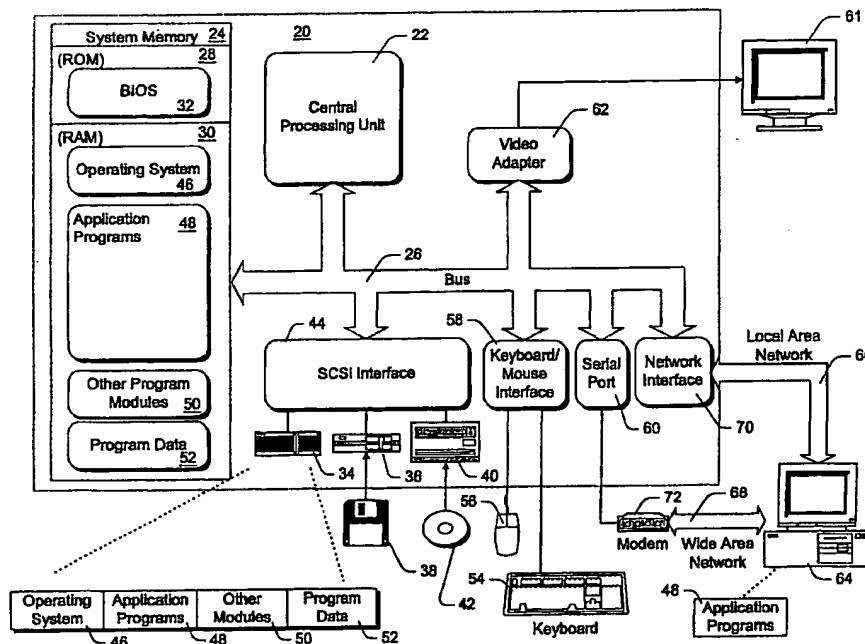 System Memory 24
(ROM) 28
BIOS
32
(RAM) 30
Operating System
46
Application 48
Programs
Other Program
Modules 50
Program Data
52
20
22
Central
Processing Unit
62
Video
Adapter
61
26
Bus
44
SCSI Interface
58
Keyboard/
Mouse
Interface
Serial
Port
60
Network
Interface
70
Local Area
Network
34
36
40
38
42
56
54
Keyboard
72
Modem
68
Wide Area
Network
64
48
Application
Programs
Operating
System
Application
Programs
Other
Modules
Program
Data
46
48
50
52